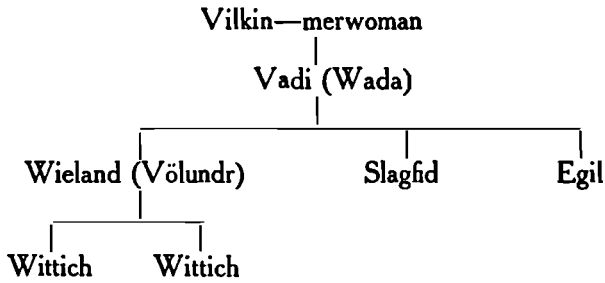 Vilkin—merwoman
Vadi (Wada)
Wieland (Völundr) Slagfid Egil
Wittich Wittich